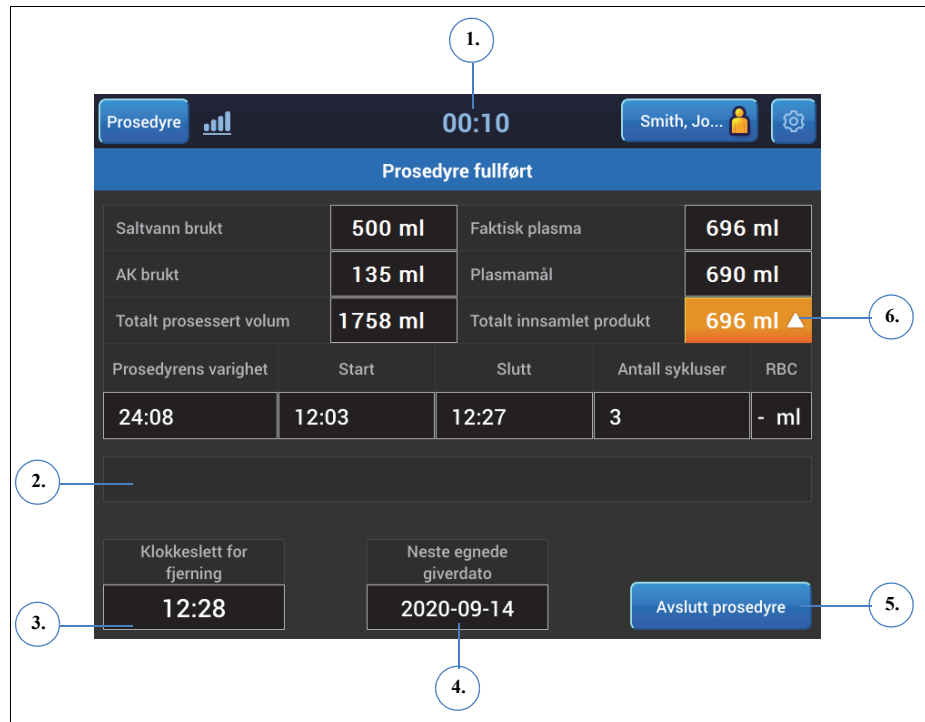 1.
Prosedyre 00:10 Smith, Jo...
Prosedyre fullført
Saltvann brukt 500 ml Faktisk plasma 696 ml
AK brukt 135 ml Plasmamål 690 ml
Totalt prosessert volum 1758 ml Totalt innsamlet produkt 696 ml 6.
Prosedyrens varighet Start Slutt Antall sykluser RBC
24:08 12:03 12:27 3 - ml
2.
Klokkeslett for
fjerning
Neste egnede
giverdato
12:28 2020-09-14 Avslutt prosedyre 5.
3.
4.